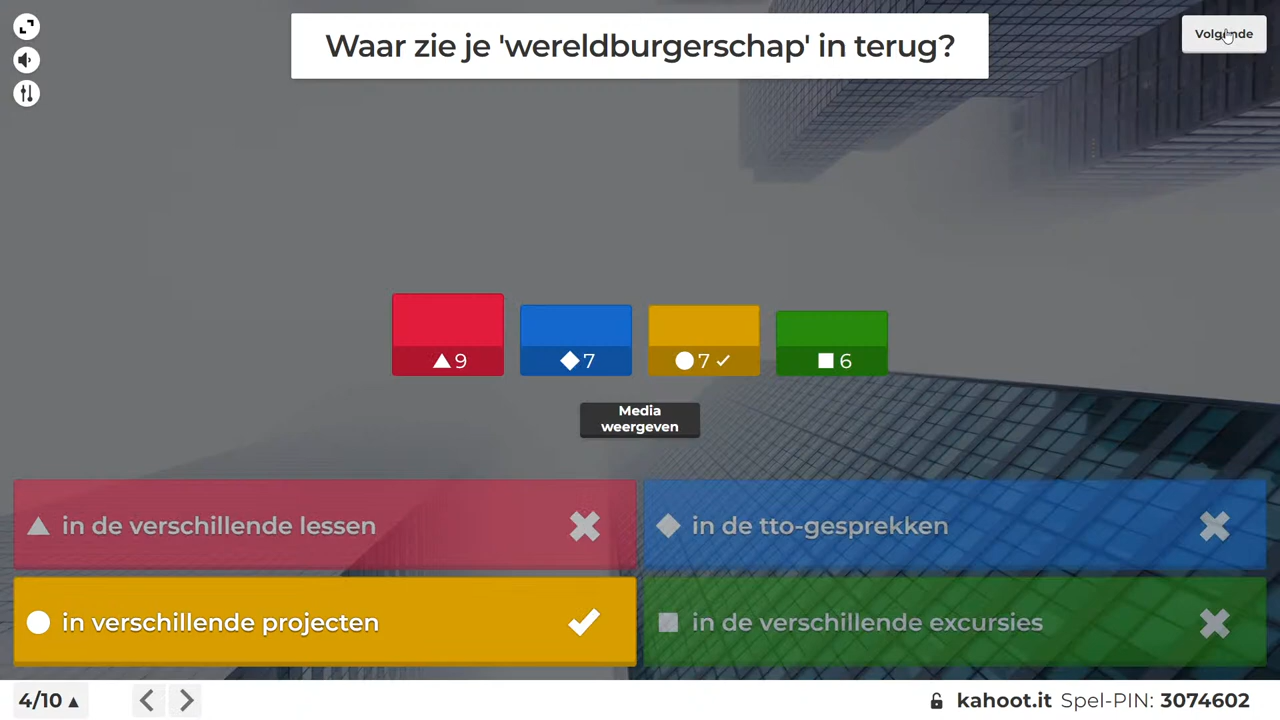 Waar zie je 'wereldburgerschap' in terug?
Volgende
9
7
7
6
Media
weergeven
in de verschillende lessen
in de tto-gesprekken
in verschillende projecten
in de verschillende excursies
4/10
kahoot.it Spel-PIN: 3074602